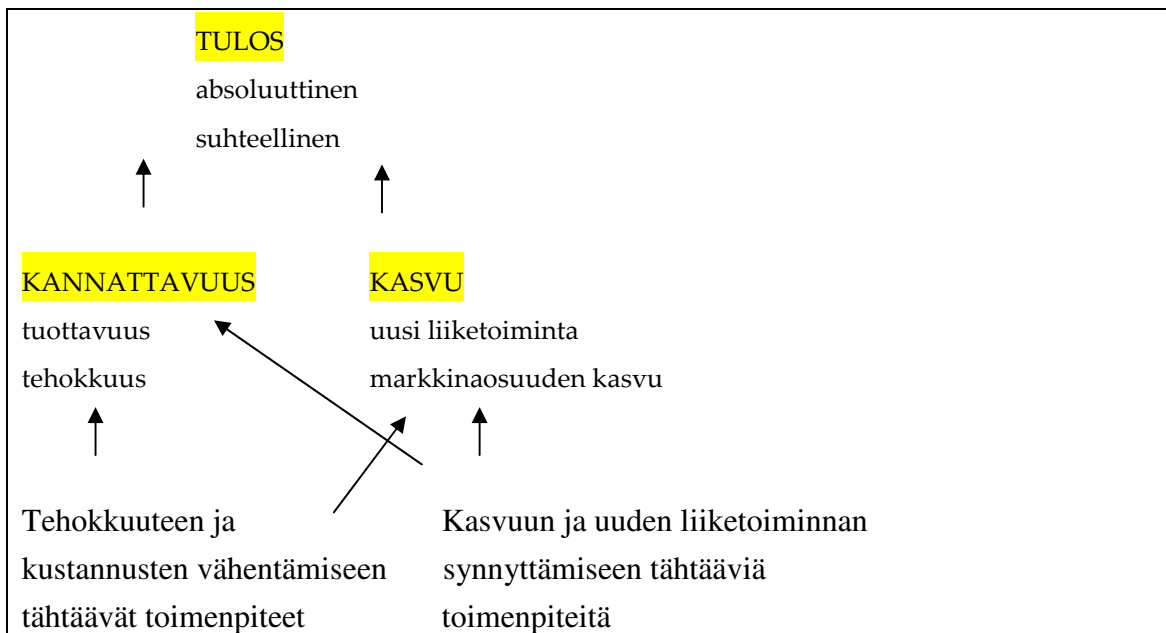 TULOS
absoluuttinen
suhteellinen
KANNATTAVUUS
tuottavuus
tehokkuus
KASVU
uusi liiketoiminta
markkinaosuuden kasvu
Tehokkuuteen ja
kustannusten vähentämiseen
tähtäävät toimenpiteet
Kasvuun ja uuden liiketoiminnan
synnyttämiseen tähtääviä
toimenpiteitä